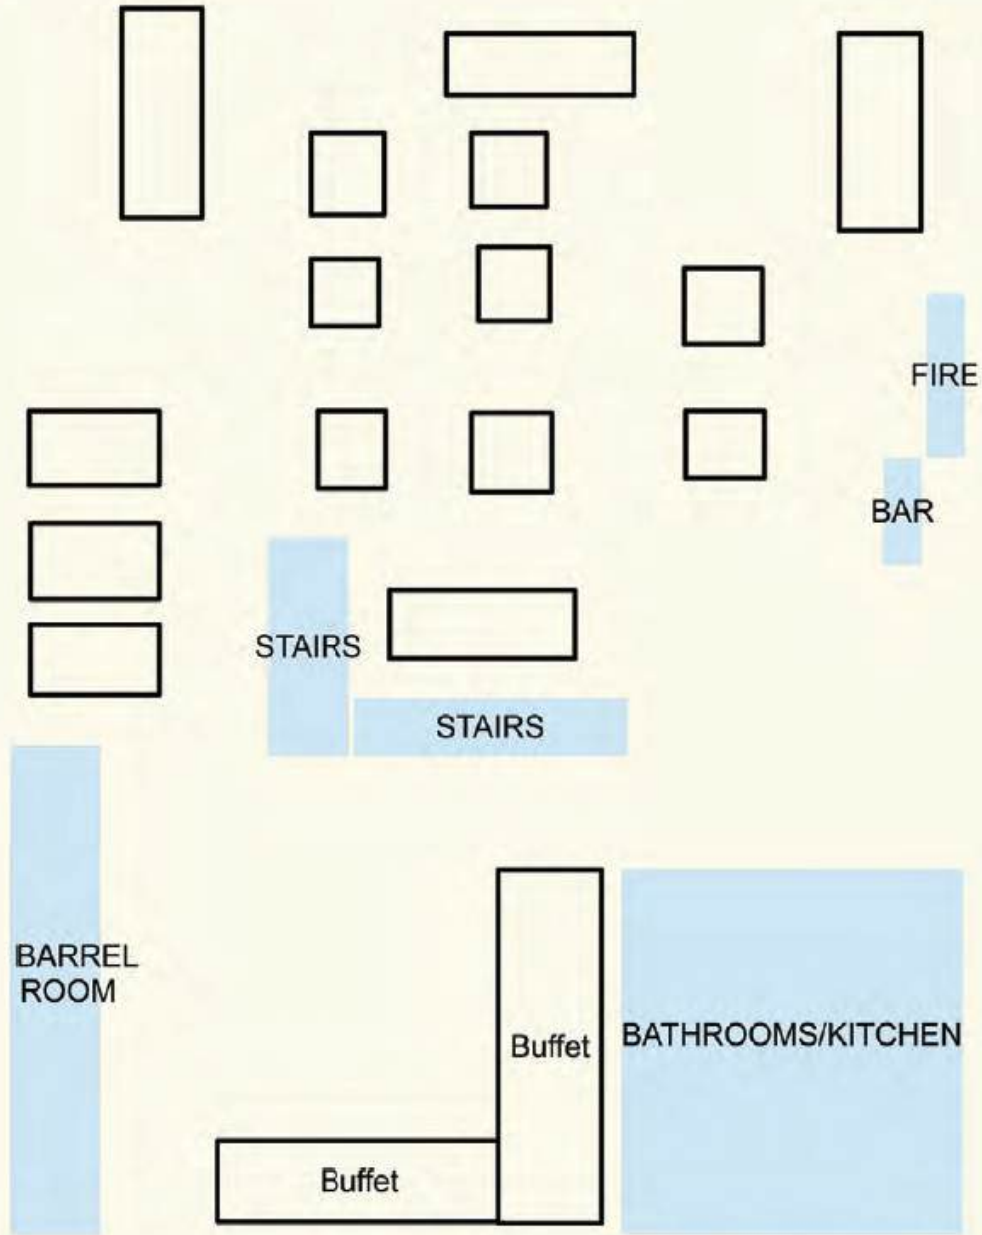 FIRE
BAR
STAIRS
STAIRS
BARREL
ROOM
Buffet
BATHROOMS/KITCHEN
Buffet